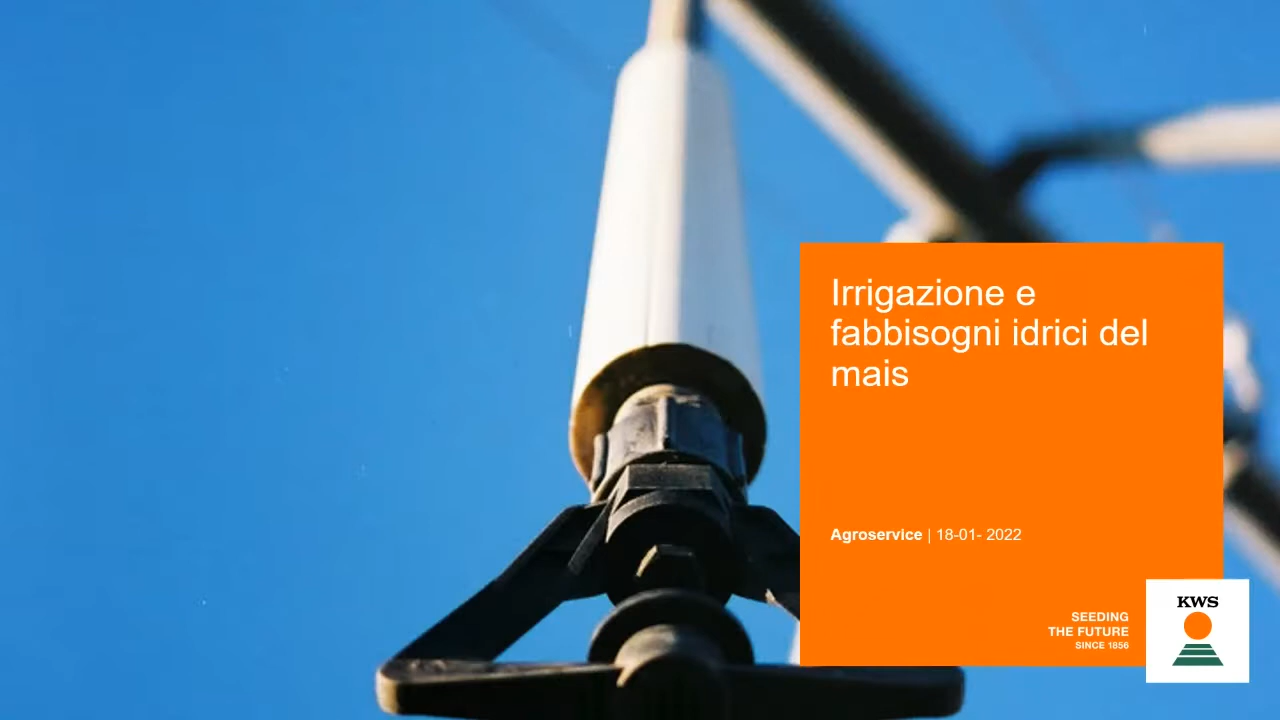 Irrigazione e
fabbisogni idrici del
mais
Agroservice | 18-01- 2022
SEEDING
THE FUTURE
SINCE 1856
KWS